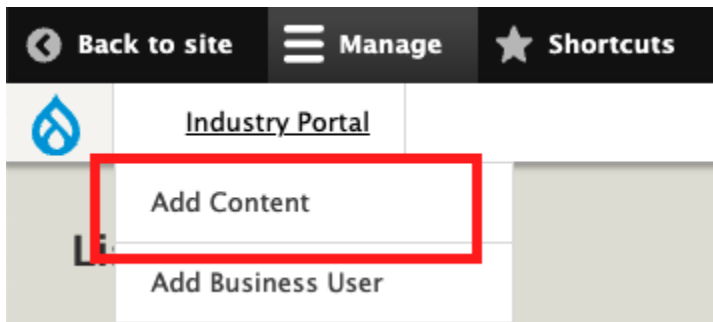 Back to site Manage Shortcuts
Industry Portal
Add Content
Add Business User